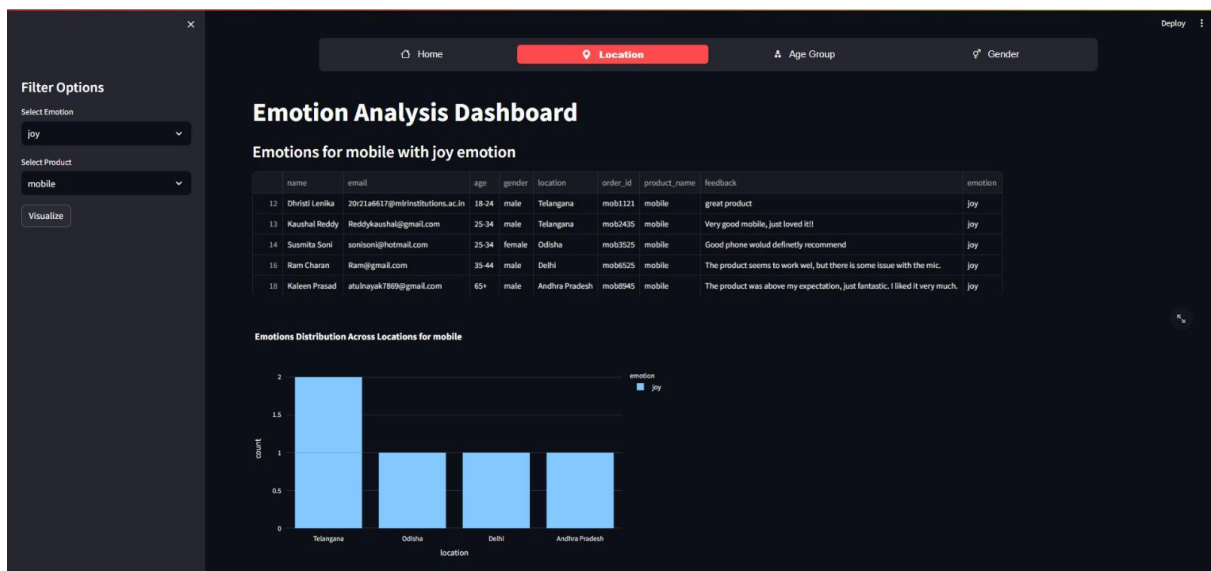 Deploy
Home Location Age Group Gender
Filter Options
Select Emotion
joy
Select Product
mobile
Visualize
Emotion Analysis Dashboard
Emotions for mobile with joy emotion
name email age gender location order_id product_name feedback emotion
12 Dhristi Lenika 20r21a6617@mlrinstitutions.ac.in 18-24 male Telangana mob1121 mobile great product joy
13 Kaushal Reddy Reddykaushal@gmail.com 25-34 male Telangana mob2435 mobile Very good mobile, just loved it!! joy
14 Susmita Soni sonisoni@hotmail.com 25-34 female Odisha mob3525 mobile Good phone wolud definetly recommend joy
16 Ram Charan Ram@gmail.com 35-44 male Delhi mob6525 mobile The product seems to work wel, but there is some issue with the mic. joy
18 Kaleen Prasad atulnayak7869@gmail.com 65+ male Andhra Pradesh mob8945 mobile The product was above my expectation, just fantastic. I liked it very much. joy
Emotions Distribution Across Locations for mobile
emotion
joy
2
1.5
1
0.5
0
count
Telangana Odisha Delhi Andhra Pradesh
location